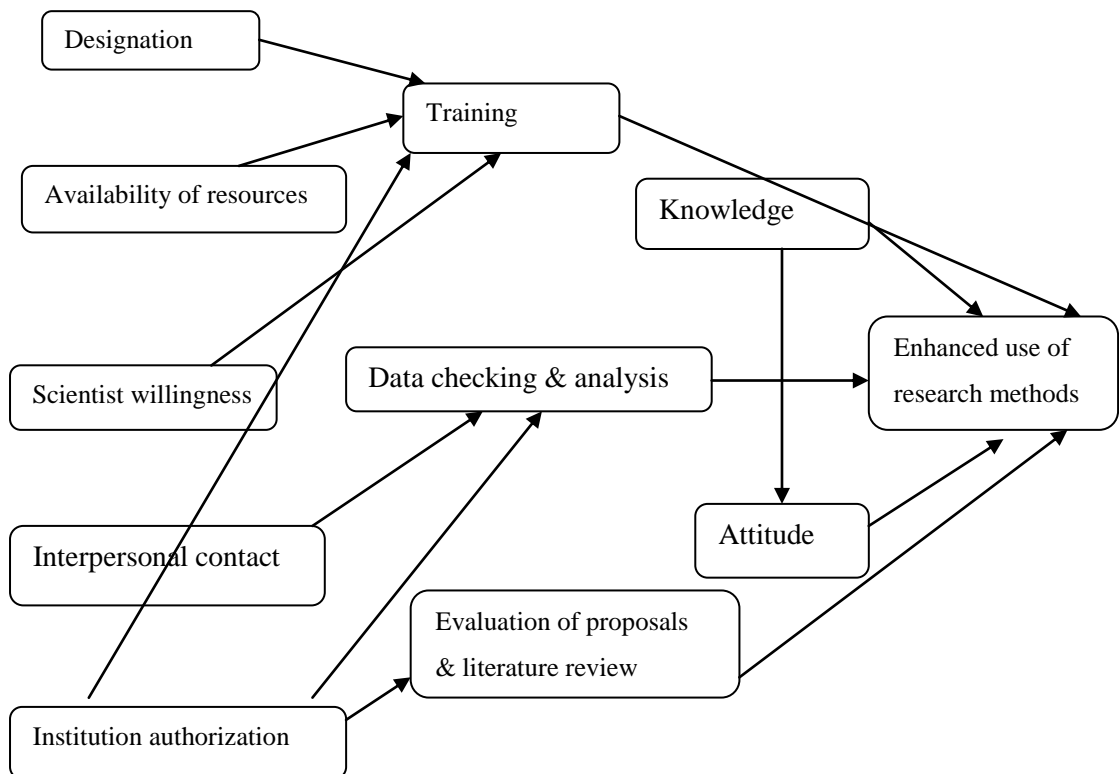 Designation
Training
Availability of resources
Knowledge
Enhanced use of
research methods
Data checking & analysis
Scientist willingness
Attitude
Interpersonal contact
Evaluation of proposals
& literature review
Institution authorization